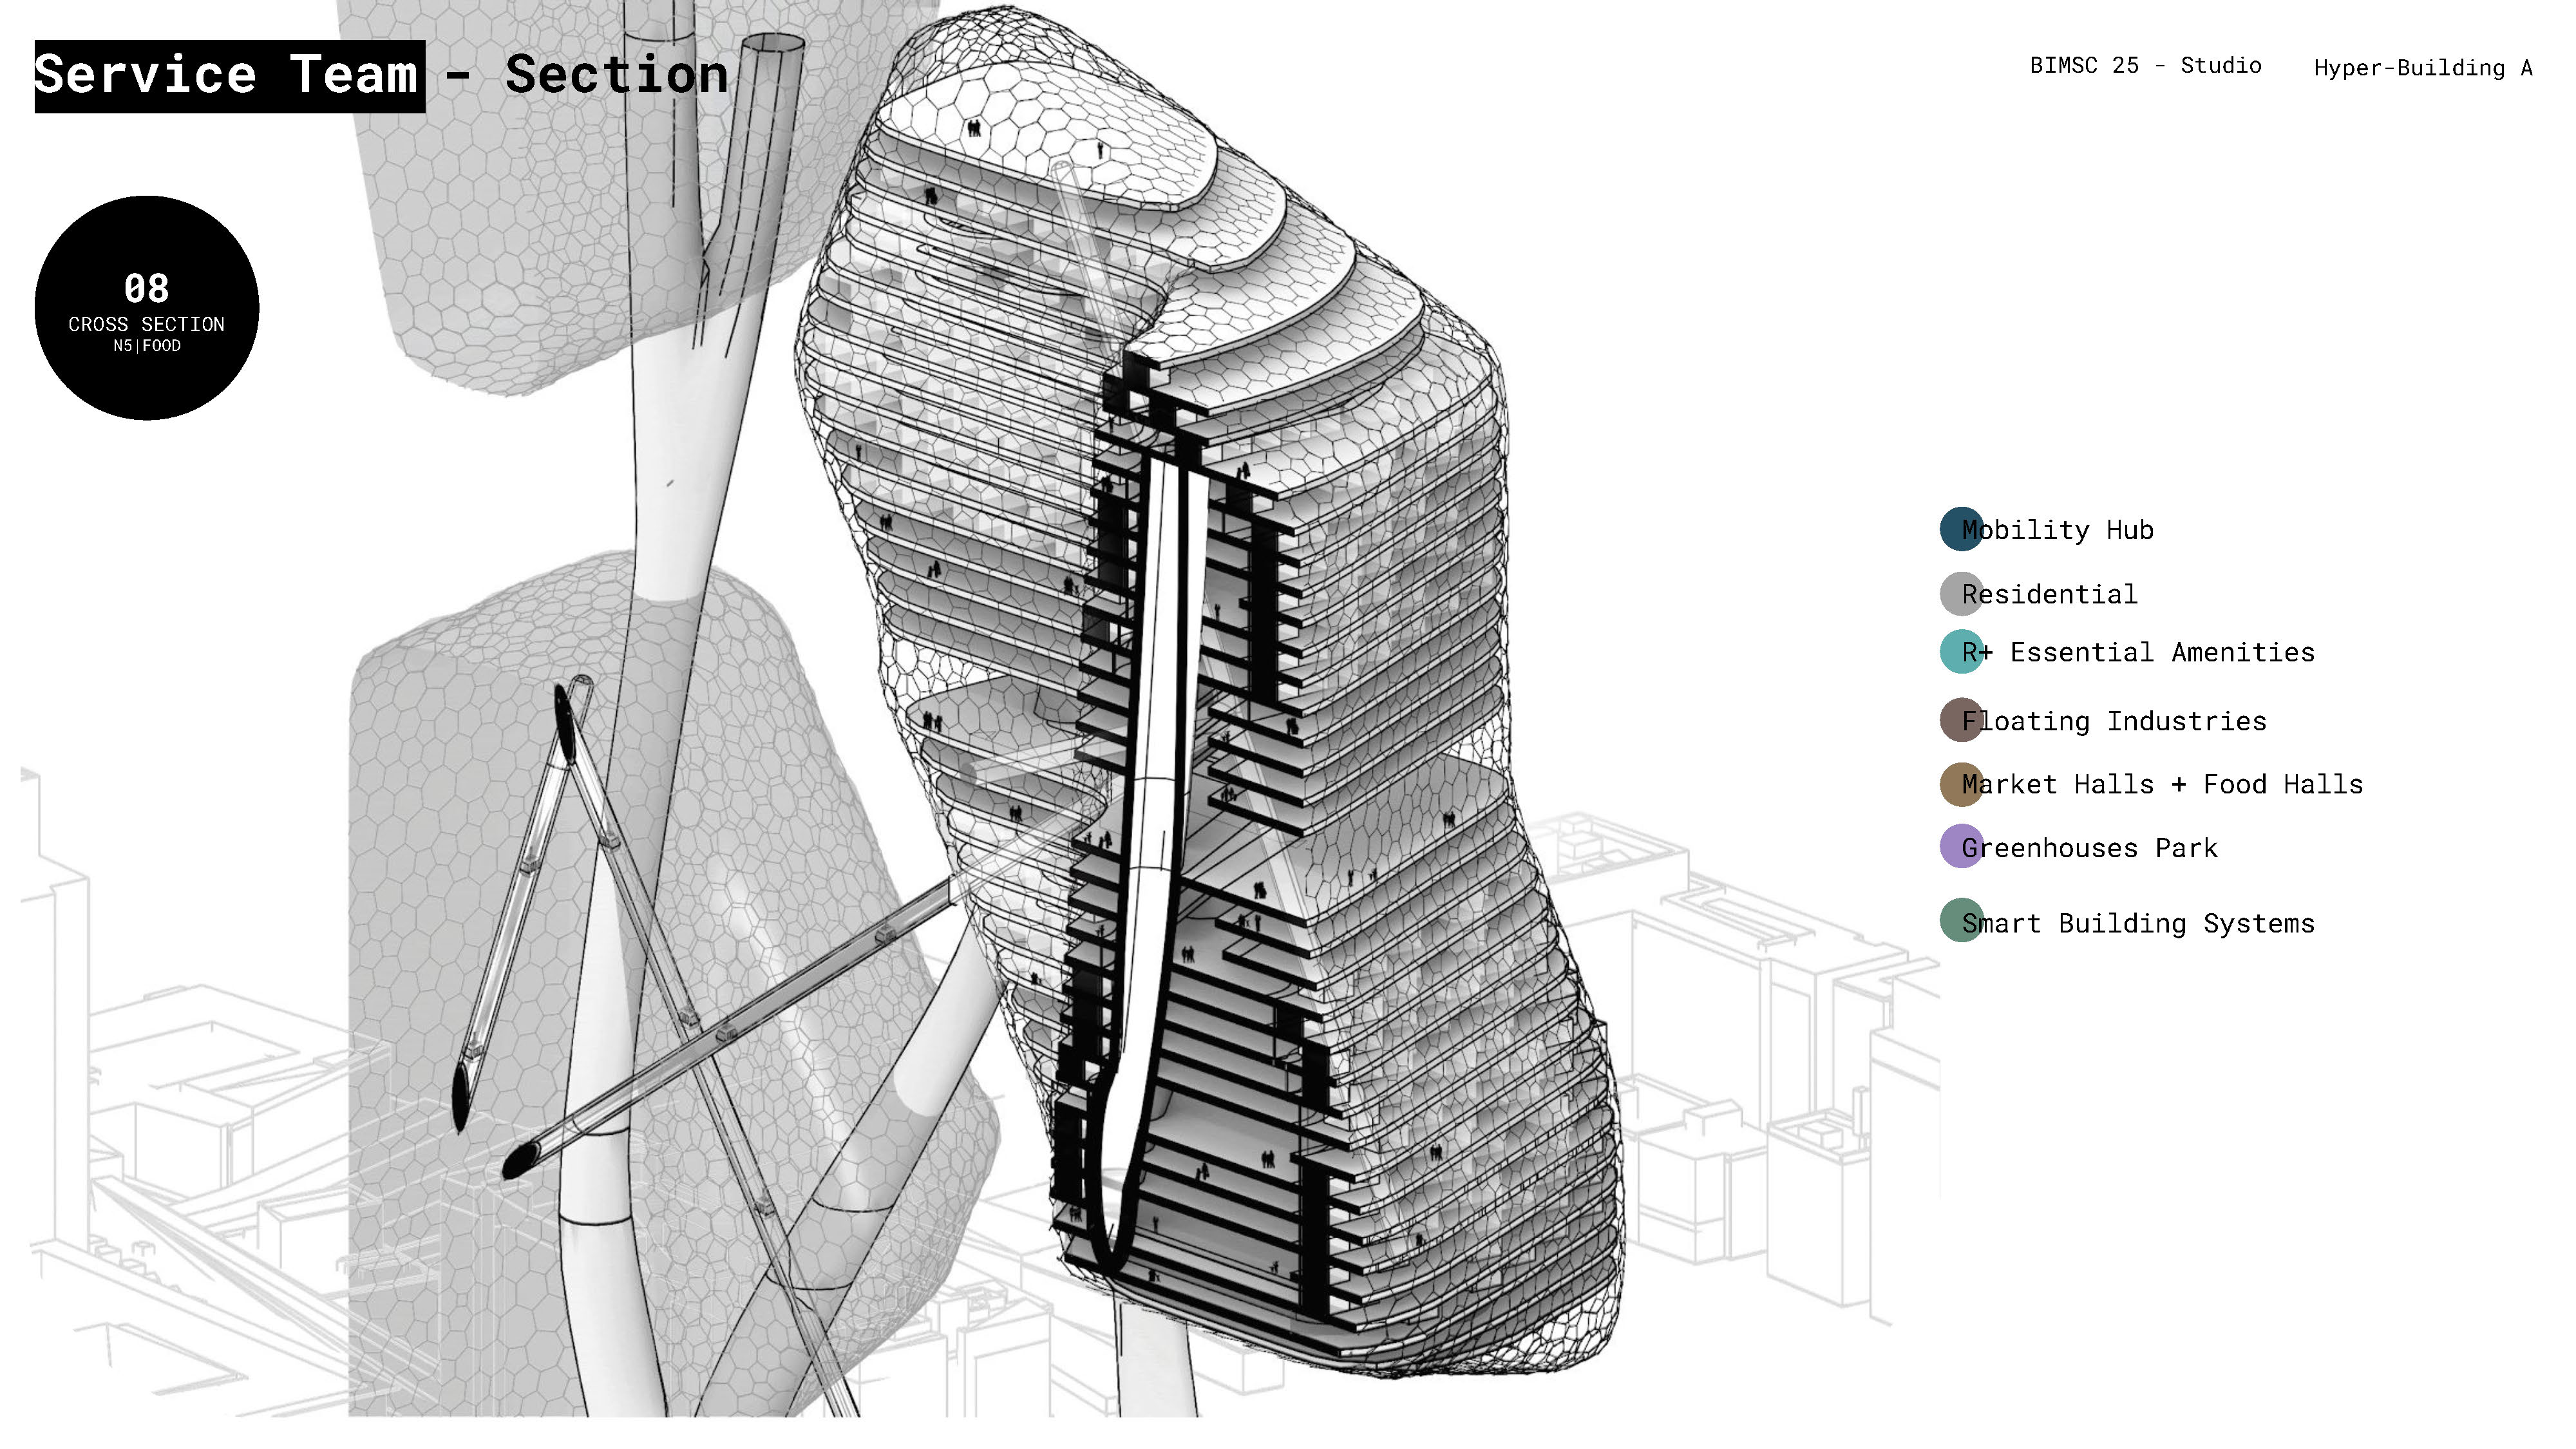 Service Team - Section
BIMSC 25 - Studio
Hyper-Building A
08
CROSS SECTION
N5|FOOD
Mobility Hub
Residential
R+ Essential Amenities
Floating Industries
Market Halls + Food Halls
Greenhouses Park
Smart Building Systems